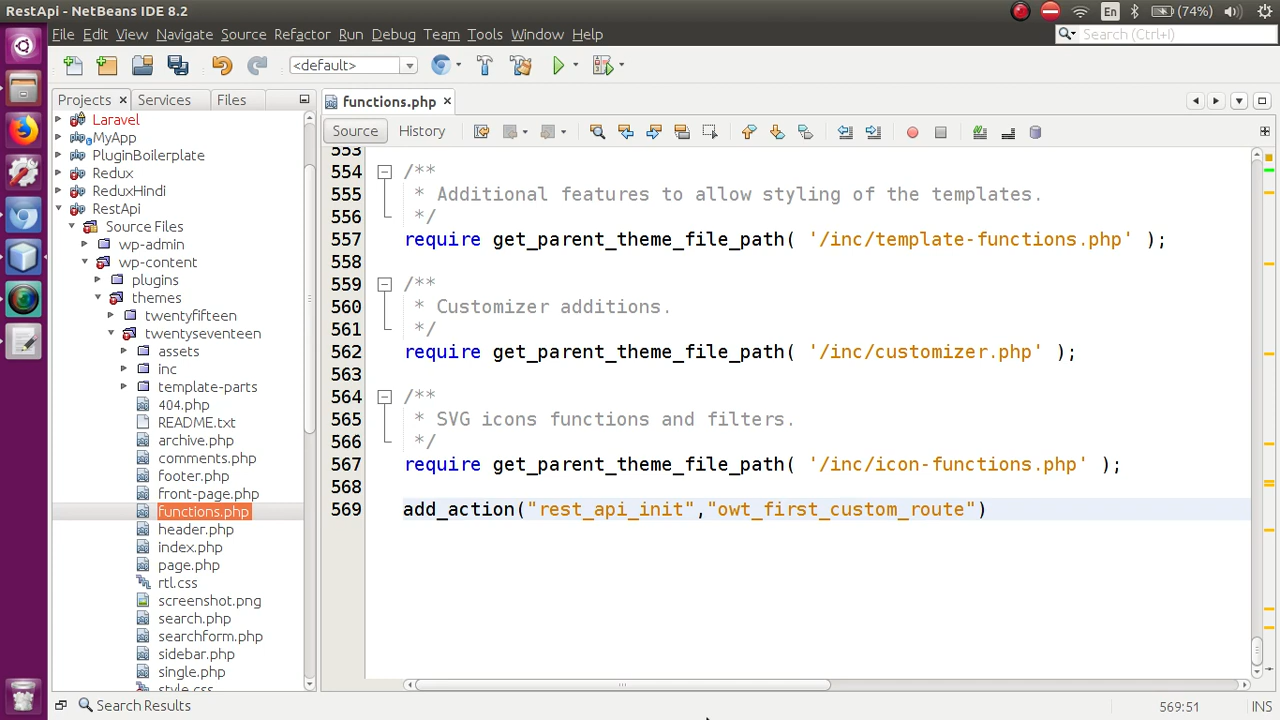 RestApi - NetBeans IDE 8.2
En
(74%)
File Edit View Navigate Source Refactor Run Debug Team Tools Window Help
Search (Ctrl+I)
<default>
Projects
Services
Files
functions.php
Source
History
Laravel
MyApp
PluginBoilerplate
Redux
ReduxHindi
RestApi
Source Files
wp-admin
wp-content
plugins
themes
twentyfifteen
twentyseventeen
assets
inc
template-parts
404.php
README.txt
archive.php
comments.php
footer.php
front-page.php
functions.php
header.php
index.php
page.php
rtl.css
screenshot.png
search.php
searchform.php
sidebar.php
single.php
style.css
553
554 /**
555 * Additional features to allow styling of the templates.
556 */
557 require get_parent_theme_file_path( '/inc/template-functions.php' );
558
559 /**
560 * Customizer additions.
561 */
562 require get_parent_theme_file_path( '/inc/customizer.php' );
563
564 /**
565 * SVG icons functions and filters.
566 */
567 require get_parent_theme_file_path( '/inc/icon-functions.php' );
568
569 add_action("rest_api_init","owt_first_custom_route")
Search Results
569:51
INS